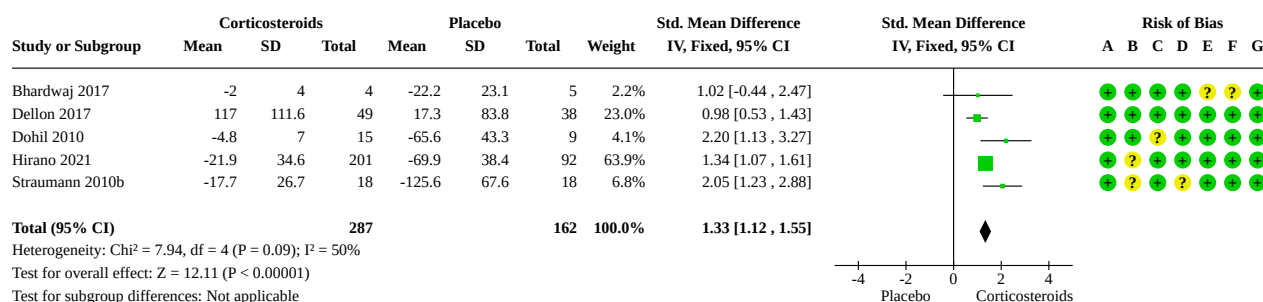 Corticosteroids Placebo Std. Mean Difference Std. Mean Difference Risk of Bias
Study or Subgroup Mean SD Total Mean SD Total Weight IV, Fixed, 95% CI IV, Fixed, 95% CI A B C D E F G
Bhardwaj 2017 -2 4 4 -22.2 23.1 5 2.2% 1.02 [-0.44 , 2.47] + + + + ? ? +
Dellon 2017 117 111.6 49 17.3 83.8 38 23.0% 0.98 [0.53 , 1.43] + + + + + + +
Dohil 2010 -4.8 7 15 -65.6 43.3 9 4.1% 2.20 [1.13 , 3.27] + + ? + + + +
Hirano 2021 -21.9 34.6 201 -69.9 38.4 92 63.9% 1.34 [1.07 , 1.61] + ? + + + + +
Straumann 2010b -17.7 26.7 18 -125.6 67.6 18 6.8% 2.05 [1.23 , 2.88] + ? + ? + + +
Total (95% CI) 287 162 100.0% 1.33 [1.12 , 1.55]
Heterogeneity: Chi² = 7.94, df = 4 (P = 0.09); I² = 50%
Test for overall effect: Z = 12.11 (P < 0.00001) -4 -2 0 2 4
Test for subgroup differences: Not applicable Placebo Corticosteroids